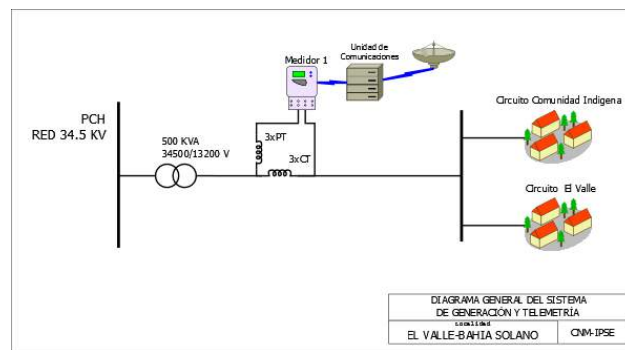 Medidor 1
Unidad de
Comunicaciones
PCH
RED 34.5 KV
500 KVA
34500/13200 V
3xPT
3xCT
Circuito Comunidad Indigena
Circuito El Valle
DIAGRAMA GENERAL DEL SISTEMA
DE GENERACIÓN Y TELEMETRÍA
Localidad
EL VALLE-BAHIA SOLANO
CNM-IPSE